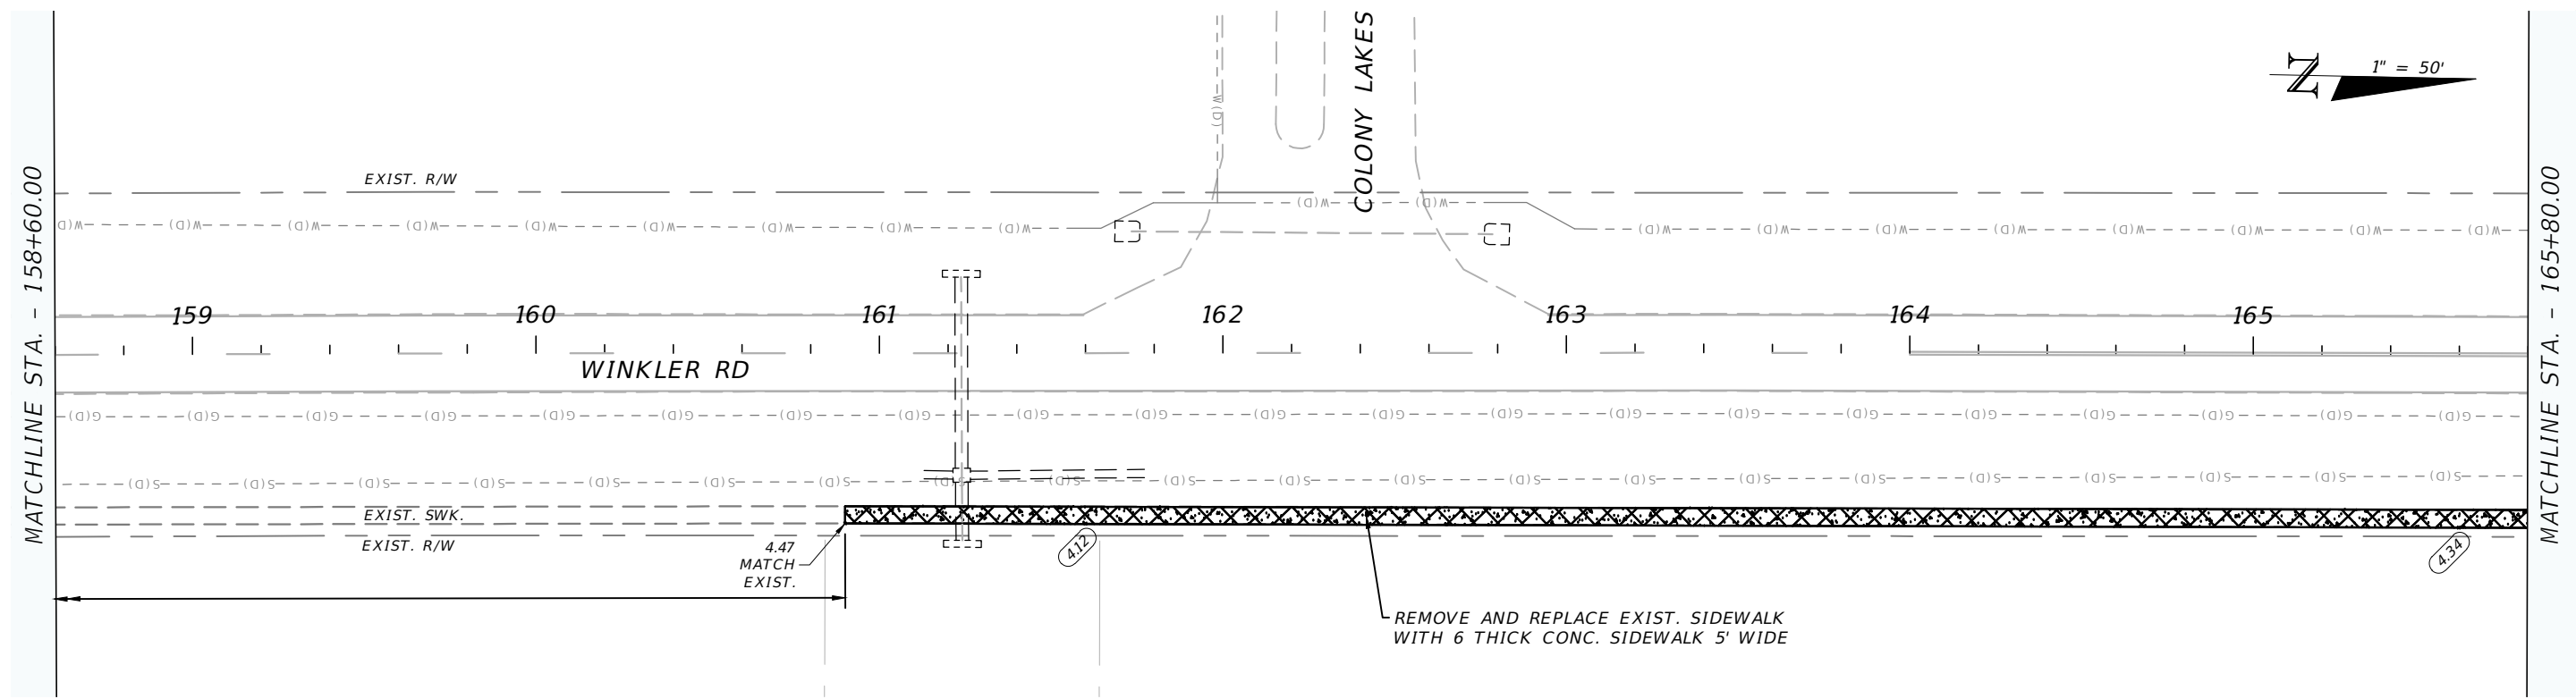 COLONY LAKES
N
1" = 50'
MATCHLINE STA. - 158+60.00
MATCHLINE STA. - 165+80.00
EXIST. R/W
W(D)
W(D) W(D) W(D) W(D) W(D) W(D) W(D) W(D) W(D) W(D) W(D) W(D) W(D) W(D) W(D) W(D) W(D) W(D) W(D)
159 160 161 162 163 164 165
WINKLER RD
G(D) G(D) G(D) G(D) G(D) G(D) G(D) G(D) G(D) G(D) G(D) G(D) G(D) G(D) G(D) G(D) G(D) G(D) G(D) G(D) G(D)
S(D) S(D) S(D) S(D) S(D) S(D) S(D) S(D) S(D) S(D) S(D) S(D) S(D) S(D) S(D) S(D) S(D) S(D) S(D) S(D) S(D)
EXIST. SWK.
EXIST. R/W
4.47
MATCH
EXIST.
4.12
4.34
REMOVE AND REPLACE EXIST. SIDEWALK
WITH 6 THICK CONC. SIDEWALK 5' WIDE